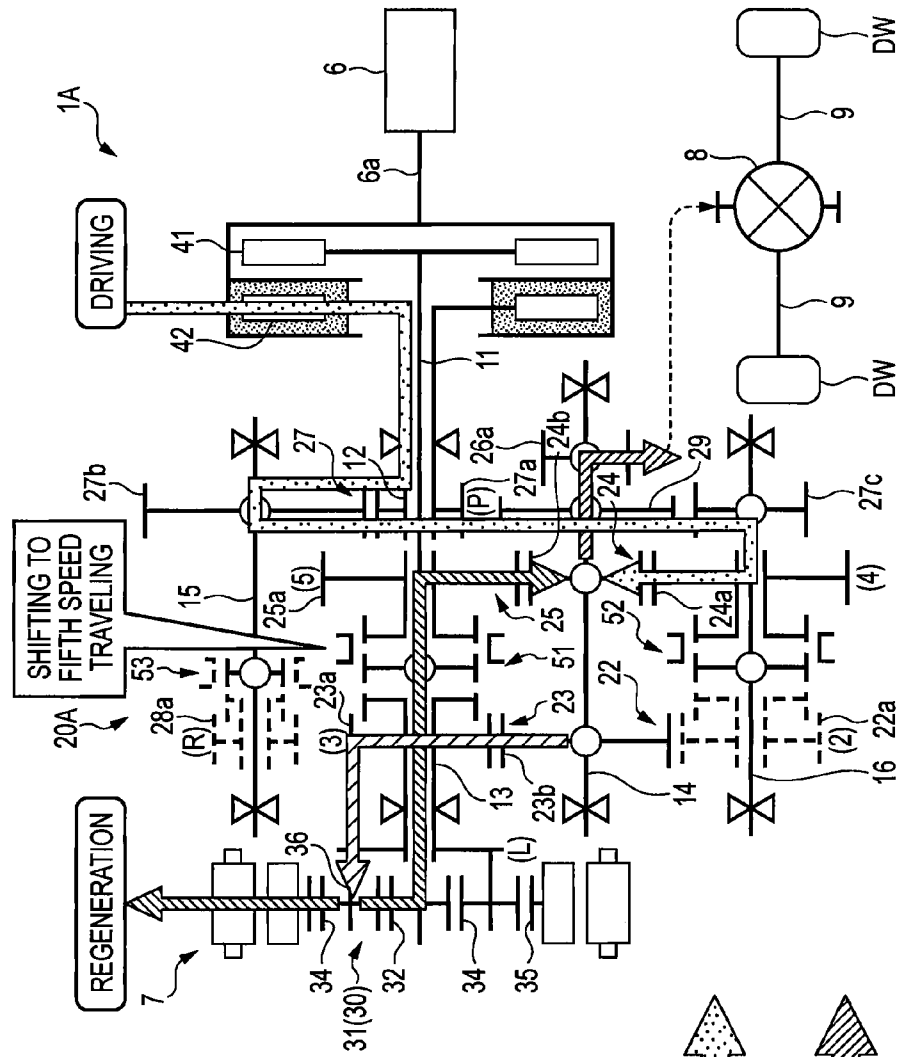 1A
6
6a
DRIVING
41
42
11
12
27
27b
27a
(P)
26a
24b
24
29
27c
8
9
9
DW
DW
SHIFTING TO
FIFTH SPEED
TRAVELING
15
25a
(5)
25
51
52
24a
(4)
53
20A
28a
(R)
23a
(3)
23
23b
13
22
22a
(2)
14
16
REGENERATION
7
36
34
31(30)
32
34
35
(L)